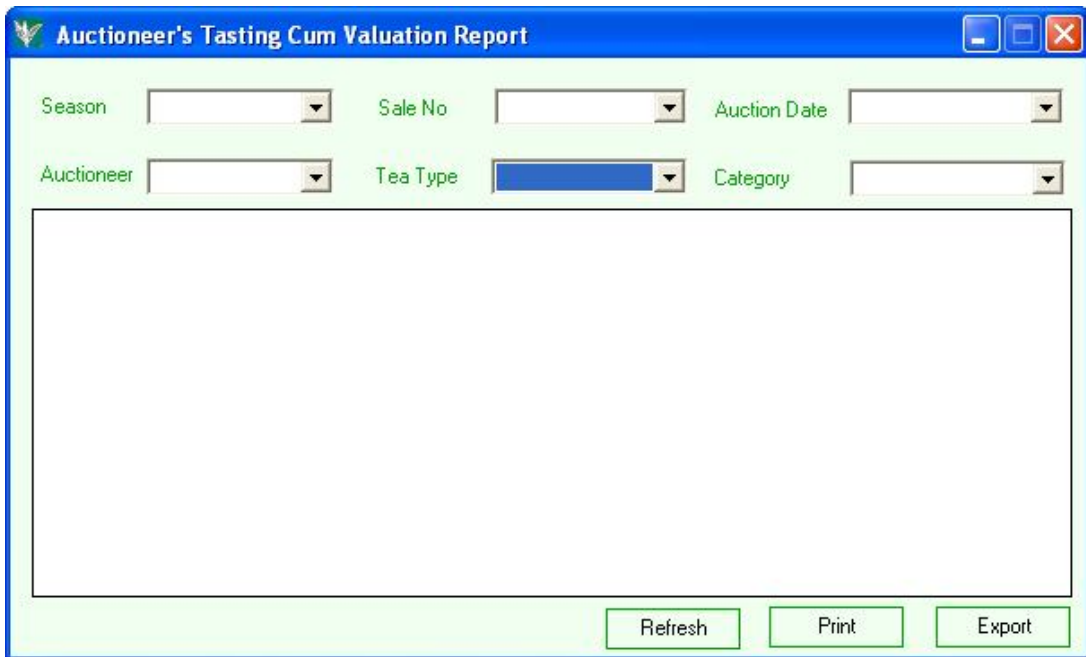 Auctioneer's Tasting Cum Valuation Report
Season Sale No Auction Date
Auctioneer Tea Type Category
Refresh Print Export